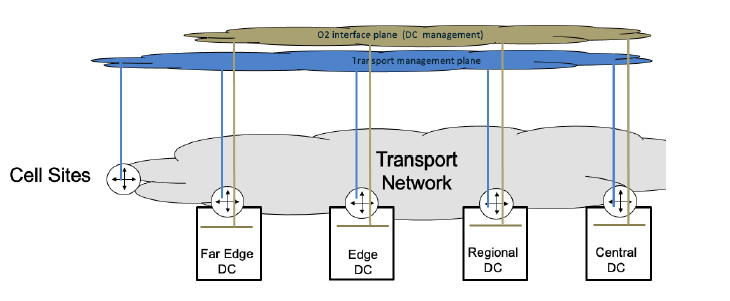 O2 interface plane (DC management)
Transport management plane
Transport
Network
Cell Sites
Far Edge
DC
Edge
DC
Regional
DC
Central
DC